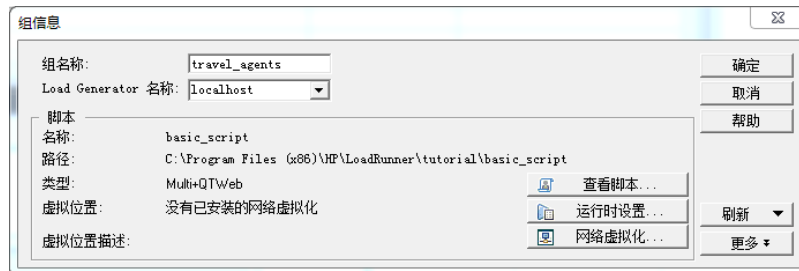 组信息
组名称: travel_agents
确定
Load Generator 名称: localhost
取消
帮助
脚本
名称: basic_script
路径: C:\Program Files (x86)\HP\LoadRunner\tutorial\basic_script
类型: Multi+QTWeb
查看脚本...
虚拟位置: 没有已安装的网络虚拟化
运行时设置...
刷新
虚拟位置描述:
网络虚拟化...
更多